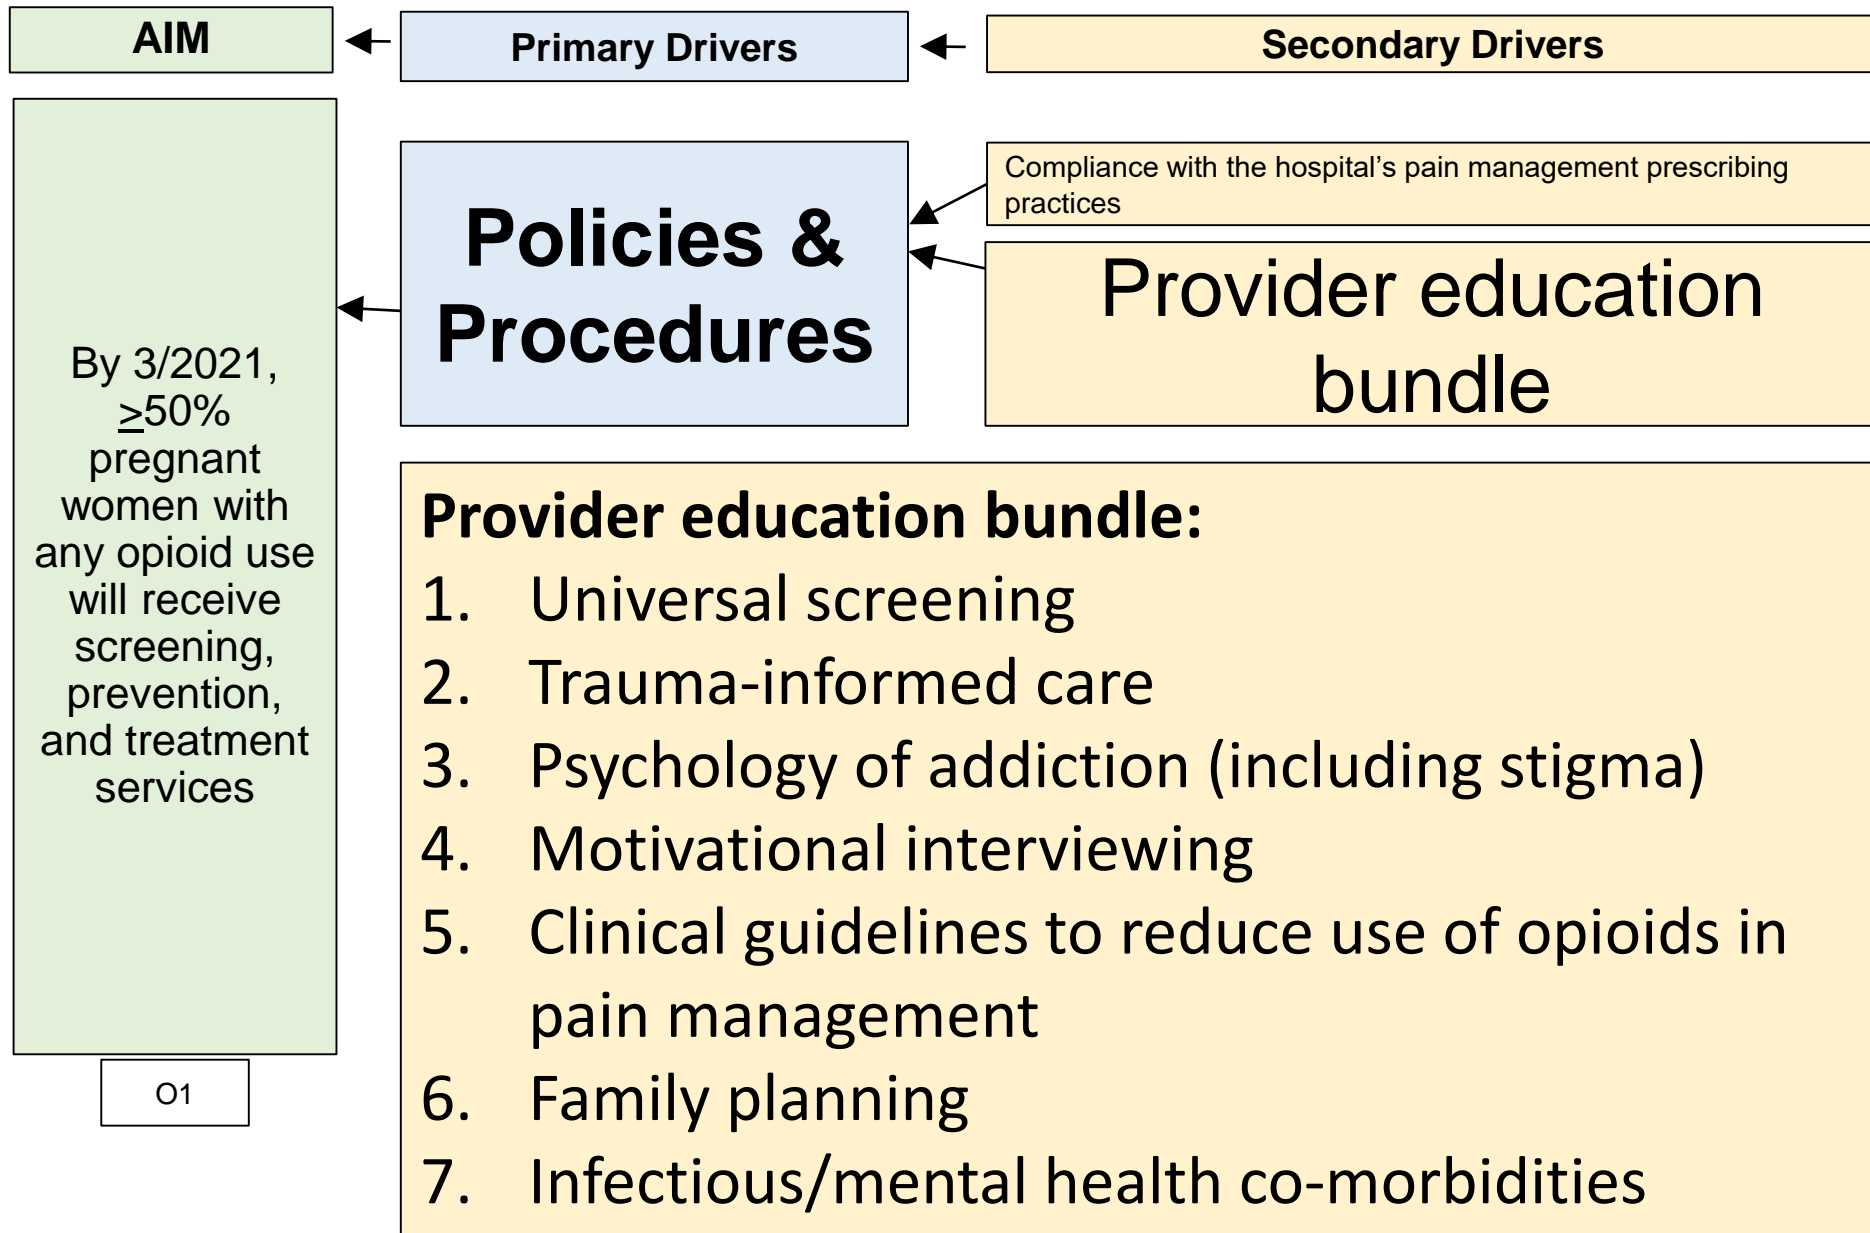 AIM
Primary Drivers
Secondary Drivers
By 3/2021,
≥50%
pregnant
women with
any opioid use
will receive
screening,
prevention,
and treatment
services
O1
Policies &
Procedures
Compliance with the hospital's pain management prescribing
practices
Provider education
bundle
Provider education bundle:
1. Universal screening
2. Trauma-informed care
3. Psychology of addiction (including stigma)
4. Motivational interviewing
5. Clinical guidelines to reduce use of opioids in
pain management
6. Family planning
7. Infectious/mental health co-morbidities